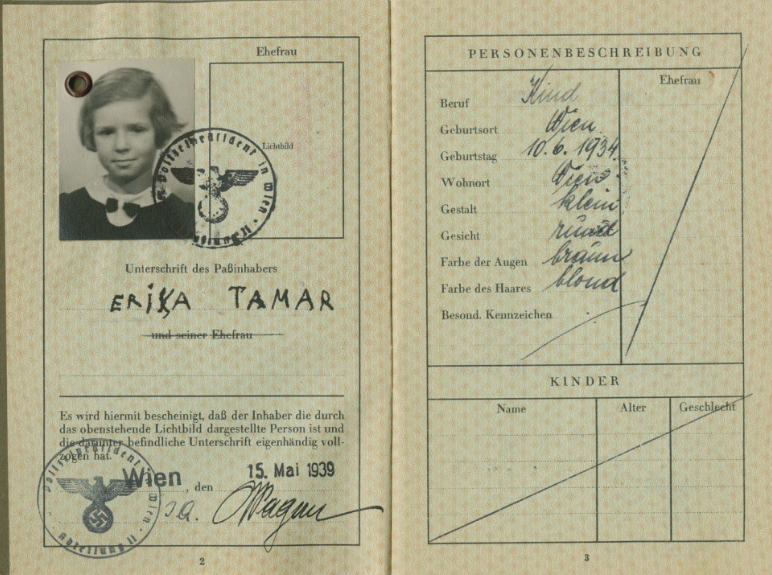 Ehefrau
Lichtbild
Polizeipräsident in Wien
Abteilung II
Unterschrift des Paßinhabers
ERIKA TAMAR
und seiner Ehefrau
Es wird hiermit bescheinigt, daß der Inhaber die durch
das obenstehende Lichtbild dargestellte Person ist und
die darunter befindliche Unterschrift eigenhändig voll-
zogen hat.
Wien, den 15. Mai 1939
Polizeipräsident in Wien
Abteilung II
2
PERSONENBESCHREIBUNG
Ehefrau
Beruf Kind
Geburtsort Wien
Geburtstag 10.6.1934.
Wohnort Wien
Gestalt klein
Gesicht rund
Farbe der Augen braun
Farbe des Haares blond
Besond. Kennzeichen
KINDER
Name Alter Geschlecht
3